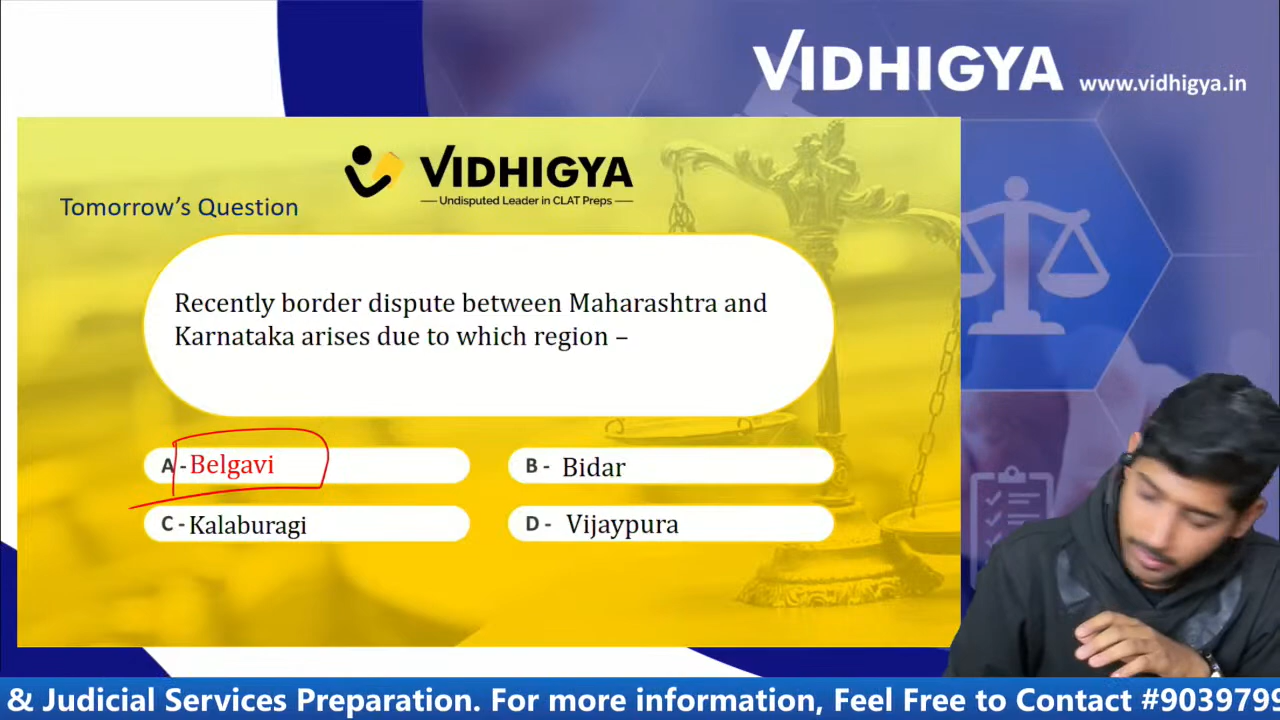 VIDHIGYA www.vidhigya.in
VIDHIGYA
Undisputed Leader in CLAT Preps
Tomorrow's Question
Recently border dispute between Maharashtra and
Karnataka arises due to which region –
A - Belgavi
B - Bidar
C - Kalaburagi
D - Vijaypura
& Judicial Services Preparation. For more information, Feel Free to Contact #9039799